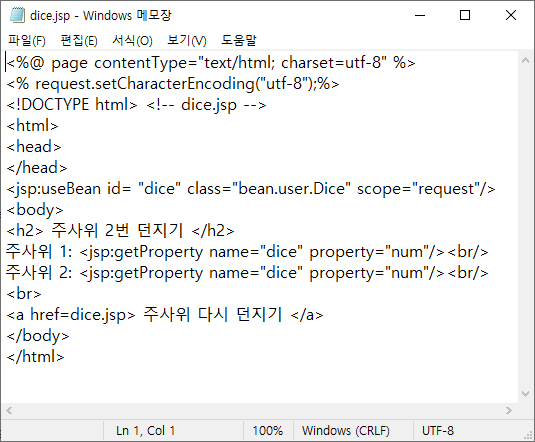 dice.jsp - Windows 메모장
파일(F) 편집(E) 서식(O) 보기(V) 도움말
<%@ page contentType="text/html; charset=utf-8" %>
<% request.setCharacterEncoding("utf-8");%>
<!DOCTYPE html> <!-- dice.jsp -->
<html>
<head>
</head>
<jsp:useBean id= "dice" class="bean.user.Dice" scope="request"/>
<body>
<h2> 주사위 2번 던지기 </h2>
주사위 1: <jsp:getProperty name="dice" property="num"/><br/>
주사위 2: <jsp:getProperty name="dice" property="num"/><br/>
<br>
<a href=dice.jsp> 주사위 다시 던지기 </a>
</body>
</html>
Ln 1, Col 1 100% Windows (CRLF) UTF-8